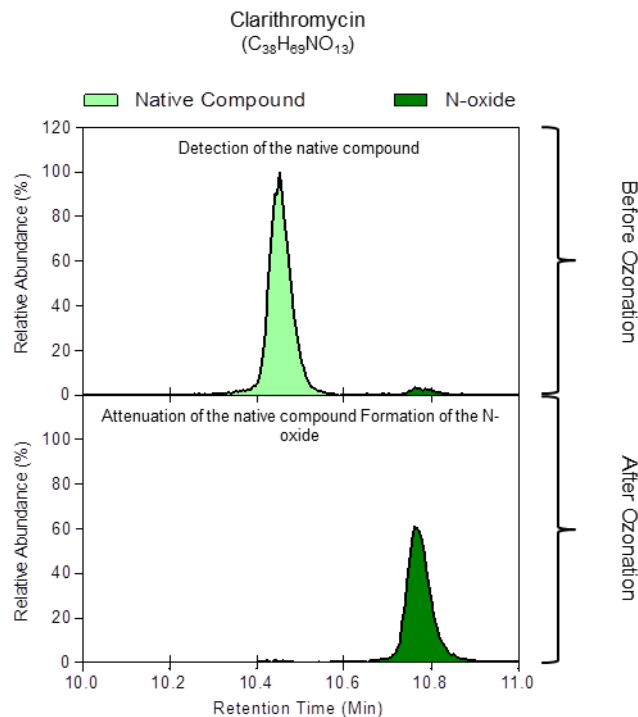 Clarithromycin
(C₃₈H₆₉NO₁₃)
Native Compound
N-oxide
120
Detection of the native compound
100
80
60
40
20
0
Relative Abundance (%)
Before Ozonation
Attenuation of the native compound Formation of the N-
oxide
100
80
60
40
20
0
Relative Abundance (%)
After Ozonation
10.0 10.2 10.4 10.6 10.8 11.0
Retention Time (Min)